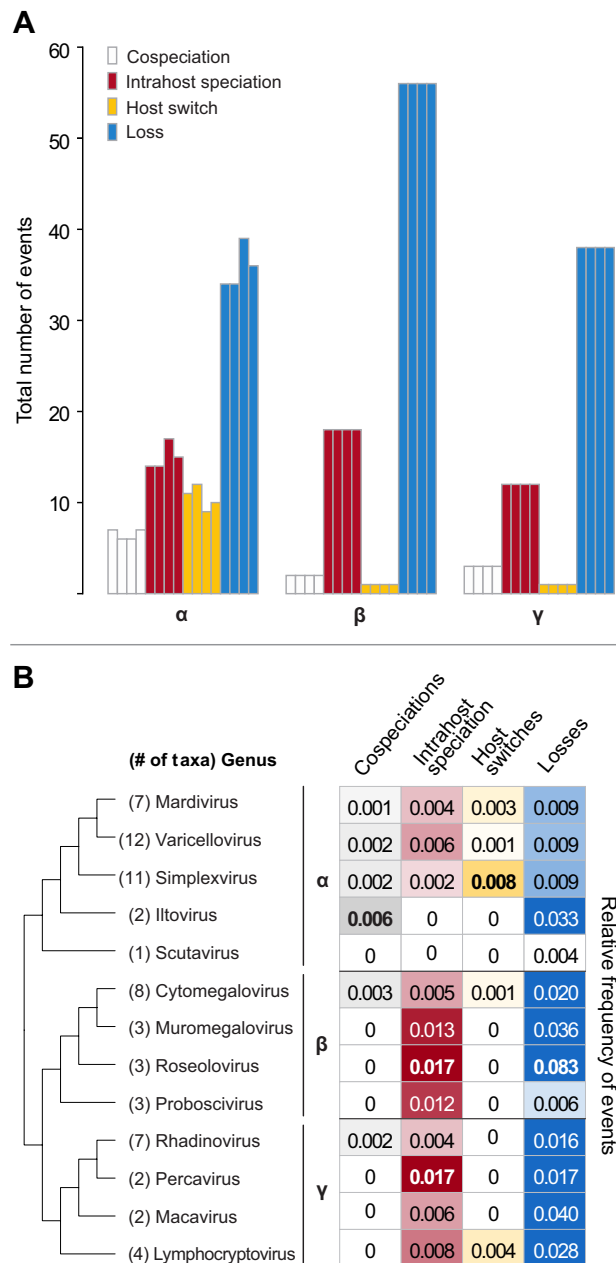 A
60
50
40
30
20
10
Total number of events
Cospeciation
Intrahost speciation
Host switch
Loss
α β γ
B
(# of taxa) Genus
Cospeciations
Intrahost
speciation
Host
switches
Losses
(7) Mardivirus 0.001 0.004 0.003 0.009
(12) Varicellovirus 0.002 0.006 0.001 0.009
(11) Simplexvirus 0.002 0.002 0.008 0.009
α
(2) Iltovirus 0.006 0 0 0.033
(1) Scutavirus 0 0 0 0.004
(8) Cytomegalovirus 0.003 0.005 0.001 0.020
(3) Muromegalovirus 0 0.013 0 0.036
β
(3) Roseolovirus 0 0.017 0 0.083
(3) Proboscivirus 0 0.012 0 0.006
(7) Rhadinovirus 0.002 0.004 0 0.016
(2) Percavirus 0 0.017 0 0.017
γ
(2) Macavirus 0 0.006 0 0.040
(4) Lymphocryptovirus 0 0.008 0.004 0.028
Relative frequency of events